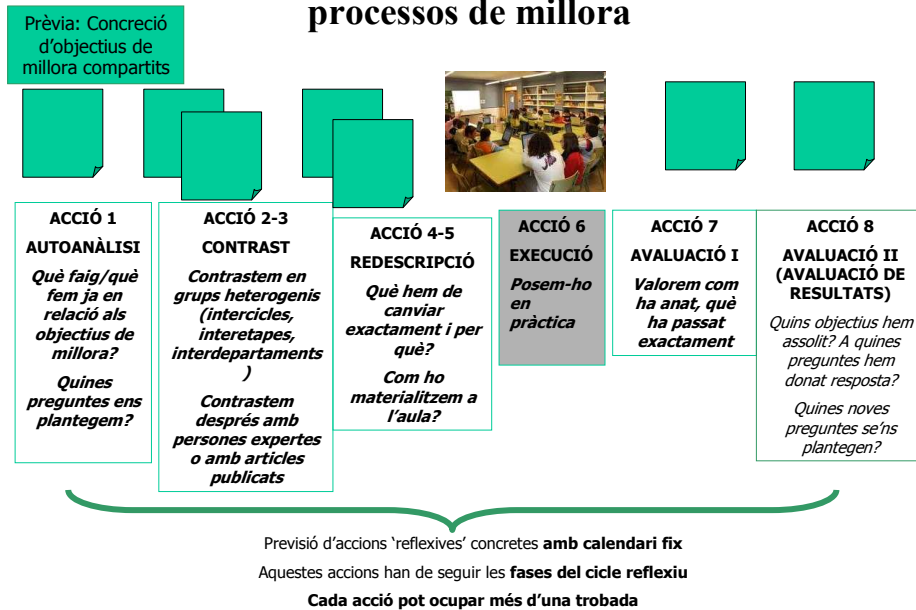 processos de millora
Prèvia: Concreció
d’objectius de
millora compartits
ACCIÓ 1
AUTOANÀLISI
Què faig/què
fem ja en
relació als
objectius de
millora?
Quines
preguntes ens
plantegem?
ACCIÓ 2-3
CONTRAST
Contrastem en
grups heterogenis
(intercicles,
interetapes,
interdepartaments
)
Contrastem
després amb
persones expertes
o amb articles
publicats
ACCIÓ 4-5
REDESCRIPCIÓ
Què hem de
canviar
exactament i per
què?
Com ho
materialitzem a
l’aula?
ACCIÓ 6
EXECUCIÓ
Posem-ho
en
pràctica
ACCIÓ 7
AVALUACIÓ I
Valorem com
ha anat, què
ha passat
exactament
ACCIÓ 8
AVALUACIÓ II
(AVALUACIÓ DE
RESULTATS)
Quins objectius hem
assolit? A quines
preguntes hem
donat resposta?
Quines noves
preguntes se’ns
plantegen?
Previsió d’accions ‘reflexives’ concretes amb calendari fix
Aquestes accions han de seguir les fases del cicle reflexiu
Cada acció pot ocupar més d’una trobada